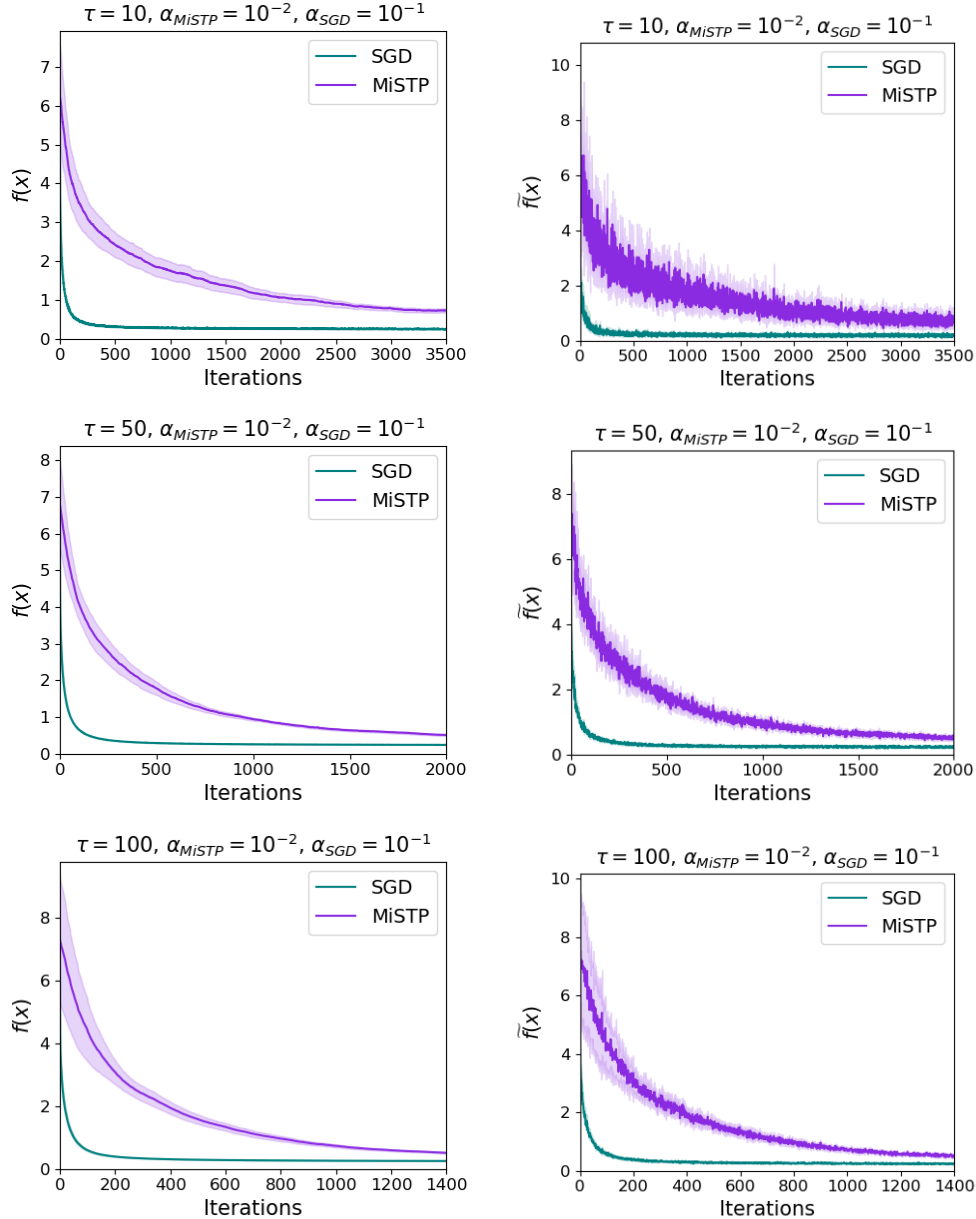 τ = 10, α_MiSTP = 10^−2, α_SGD = 10^−1
SGD
MiSTP
f(x)
7
6
5
4
3
2
1
0
0 500 1000 1500 2000 2500 3000 3500
Iterations
τ = 10, α_MiSTP = 10^−2, α_SGD = 10^−1
SGD
MiSTP
f̃(x)
10
8
6
4
2
0
0 500 1000 1500 2000 2500 3000 3500
Iterations
τ = 50, α_MiSTP = 10^−2, α_SGD = 10^−1
SGD
MiSTP
f(x)
8
7
6
5
4
3
2
1
0
0 500 1000 1500 2000
Iterations
τ = 50, α_MiSTP = 10^−2, α_SGD = 10^−1
SGD
MiSTP
f̃(x)
8
6
4
2
0
0 500 1000 1500 2000
Iterations
τ = 100, α_MiSTP = 10^−2, α_SGD = 10^−1
SGD
MiSTP
f(x)
8
6
4
2
0
0 200 400 600 800 1000 1200 1400
Iterations
τ = 100, α_MiSTP = 10^−2, α_SGD = 10^−1
SGD
MiSTP
f̃(x)
10
8
6
4
2
0
0 200 400 600 800 1000 1200 1400
Iterations